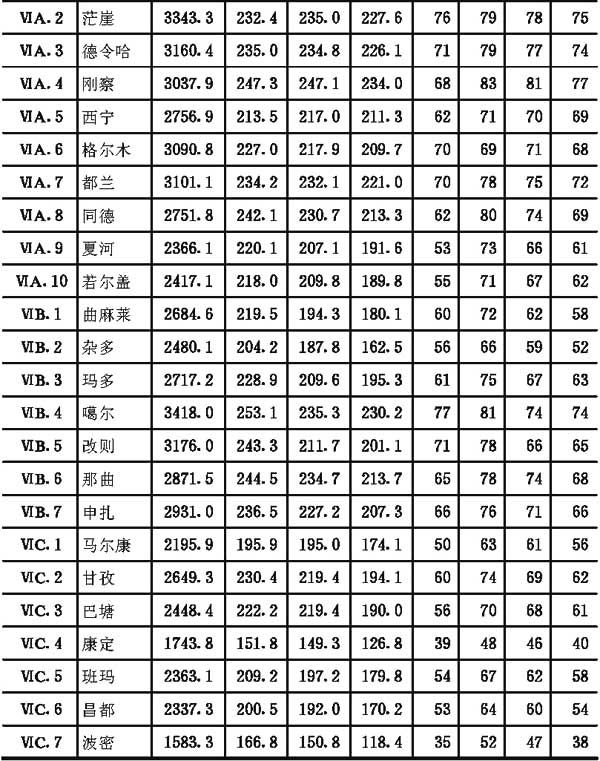 ⅥA.2 茫崖 3343.3 232.4 235.0 227.6 76 79 78 75
ⅥA.3 德令哈 3160.4 235.0 234.8 226.1 71 79 77 74
ⅥA.4 刚察 3037.9 247.3 247.1 234.0 68 83 81 77
ⅥA.5 西宁 2756.9 213.5 217.0 211.3 62 71 70 69
ⅥA.6 格尔木 3090.8 227.0 217.9 209.7 70 69 71 68
ⅥA.7 都兰 3101.1 234.2 232.1 221.0 70 78 75 72
ⅥA.8 同德 2751.8 242.1 230.7 213.3 62 80 74 69
ⅥA.9 夏河 2366.1 220.1 207.1 191.6 53 73 66 61
ⅥA.10 若尔盖 2417.1 218.0 209.8 189.8 55 71 67 62
ⅥB.1 曲麻莱 2684.6 219.5 194.3 180.1 60 72 62 58
ⅥB.2 杂多 2480.1 204.2 187.8 162.5 56 66 59 52
ⅥB.3 玛多 2717.2 228.9 209.6 195.3 61 75 67 63
ⅥB.4 噶尔 3418.0 253.1 235.3 230.2 77 81 74 74
ⅥB.5 改则 3176.0 243.3 211.7 201.1 71 78 66 65
ⅥB.6 那曲 2871.5 244.5 234.7 213.7 65 78 74 68
ⅥB.7 申扎 2931.0 236.5 227.2 207.3 66 76 71 66
ⅥC.1 马尔康 2195.9 195.9 195.0 174.1 50 63 61 56
ⅥC.2 甘孜 2649.3 230.4 219.4 194.1 60 74 69 62
ⅥC.3 巴塘 2448.4 222.2 219.4 190.0 56 70 68 61
ⅥC.4 康定 1743.8 151.8 149.3 126.8 39 48 46 40
ⅥC.5 班玛 2363.1 209.2 197.2 179.8 54 67 62 58
ⅥC.6 昌都 2337.3 200.5 192.0 170.2 53 64 60 54
ⅥC.7 波密 1583.3 166.8 150.8 118.4 35 52 47 38